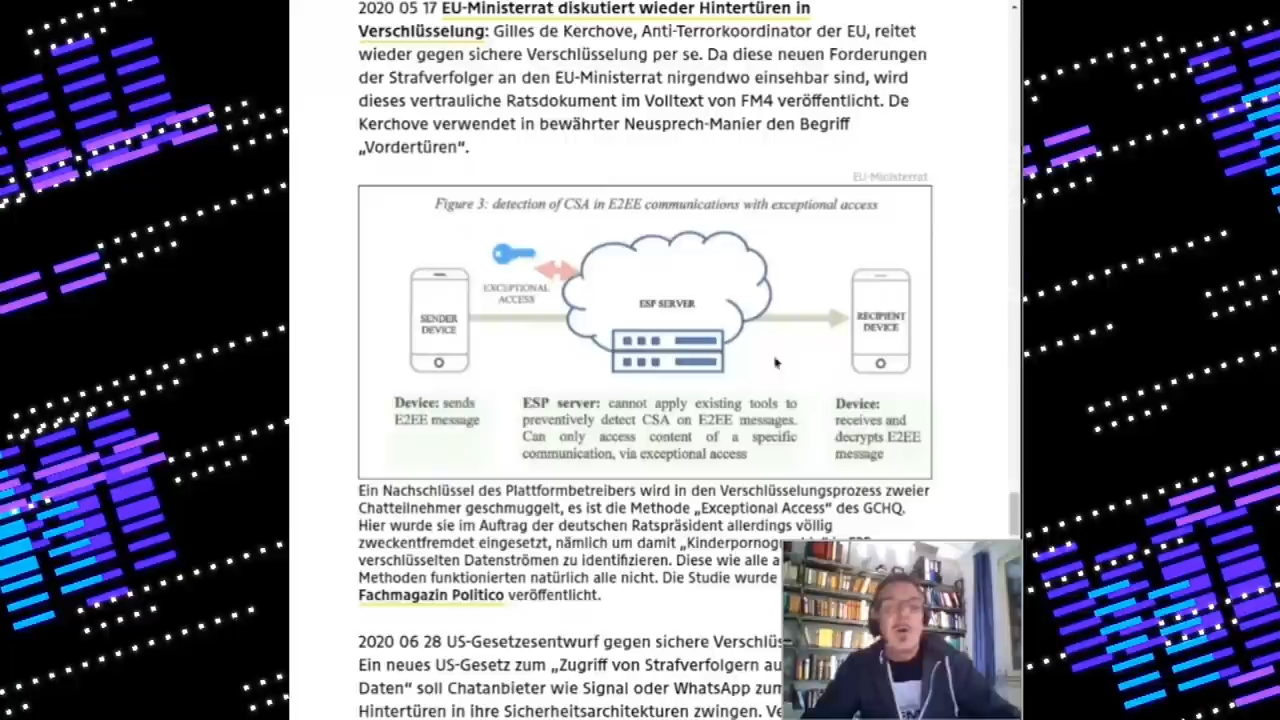 2020 05 17 EU-Ministerrat diskutiert wieder Hintertüren in
Verschlüsselung: Gilles de Kerchove, Anti-Terrorkoordinator der EU, reitet
wieder gegen sichere Verschlüsselung per se. Da diese neuen Forderungen
der Strafverfolger an den EU-Ministerrat nirgendwo einsehbar sind, wird
dieses vertrauliche Ratsdokument im Volltext von FM4 veröffentlicht. De
Kerchove verwendet in bewährter Neusprech-Manier den Begriff
„Vordertüren“.
EU-Ministerrat
Figure 3: detection of CSA in E2EE communications with exceptional access
EXCEPTIONAL
ACCESS
SENDER
DEVICE
ESP SERVER
RECIPIENT
DEVICE
Device: sends
E2EE message
ESP server: cannot apply existing tools to
preventively detect CSA on E2EE messages.
Can only access content of a specific
communication, via exceptional access
Device:
receives and
decrypts E2EE
message
Ein Nachschlüssel des Plattformbetreibers wird in den Verschlüsselungsprozess zweier
Chatteilnehmer geschmuggelt, es ist die Methode „Exceptional Access“ des GCHQ.
Hier wurde sie im Auftrag der deutschen Ratspräsident allerdings völlig
zweckentfremdet eingesetzt, nämlich um damit
verschlüsselten Datenströmen zu identifizieren. Diese wie alle
Methoden funktionierten natürlich alle nicht. Die Studie wurde
Fachmagazin Politico veröffentlicht.
2020 06 28 US-Gesetzesentwurf gegen sichere
Ein neues US-Gesetz zum „Zugriff von Strafverfolgern
Daten“ soll Chatanbieter wie Signal oder WhatsApp
Hintertüren in ihre Sicherheitsarchitekturen zwingen.